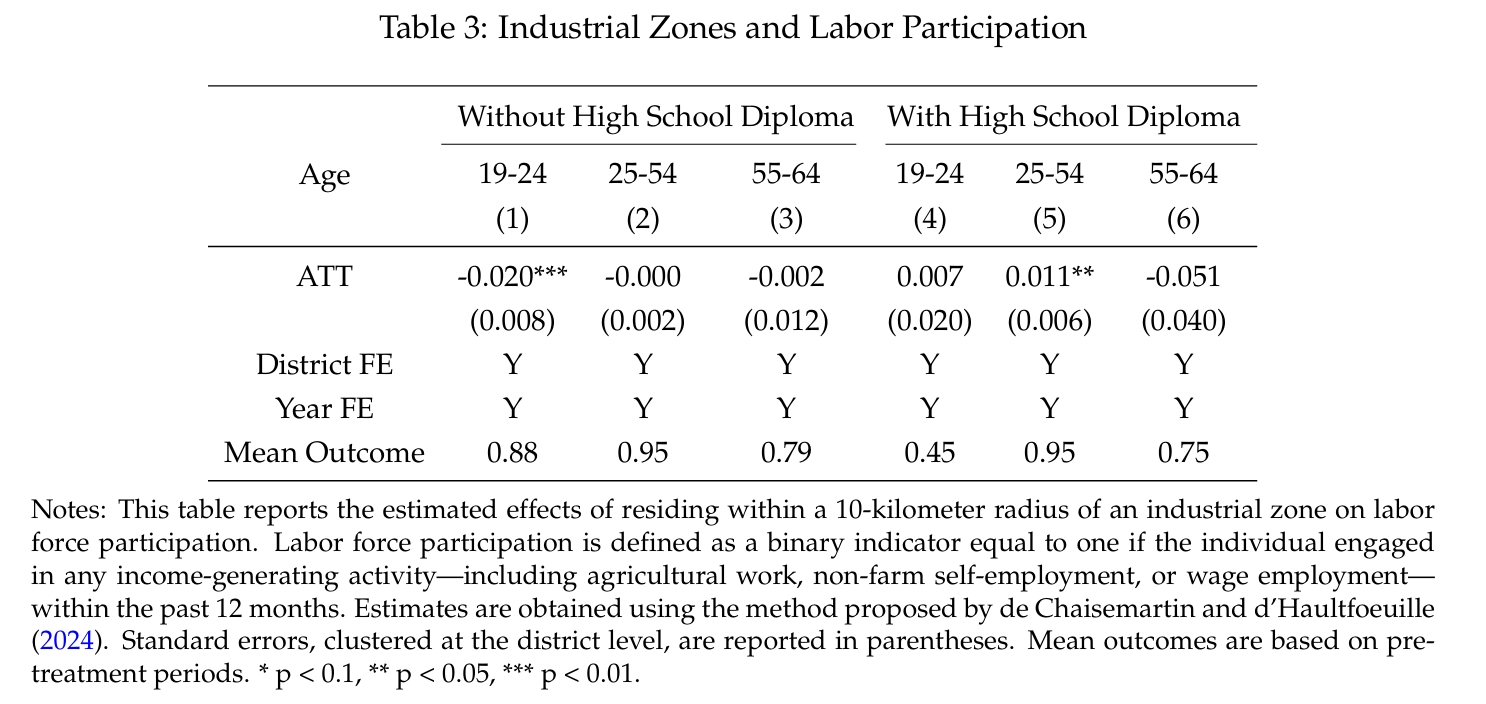 Table 3: Industrial Zones and Labor Participation
Without High School Diploma With High School Diploma
Age 19-24 25-54 55-64 19-24 25-54 55-64
(1) (2) (3) (4) (5) (6)
ATT -0.020*** -0.000 -0.002 0.007 0.011** -0.051
(0.008) (0.002) (0.012) (0.020) (0.006) (0.040)
District FE Y Y Y Y Y Y
Year FE Y Y Y Y Y Y
Mean Outcome 0.88 0.95 0.79 0.45 0.95 0.75
Notes: This table reports the estimated effects of residing within a 10-kilometer radius of an industrial zone on labor
force participation. Labor force participation is defined as a binary indicator equal to one if the individual engaged
in any income-generating activity—including agricultural work, non-farm self-employment, or wage employment—
within the past 12 months. Estimates are obtained using the method proposed by de Chaisemartin and d'Haultfoeuille
(2024). Standard errors, clustered at the district level, are reported in parentheses. Mean outcomes are based on pre-
treatment periods. * p < 0.1, ** p < 0.05, *** p < 0.01.